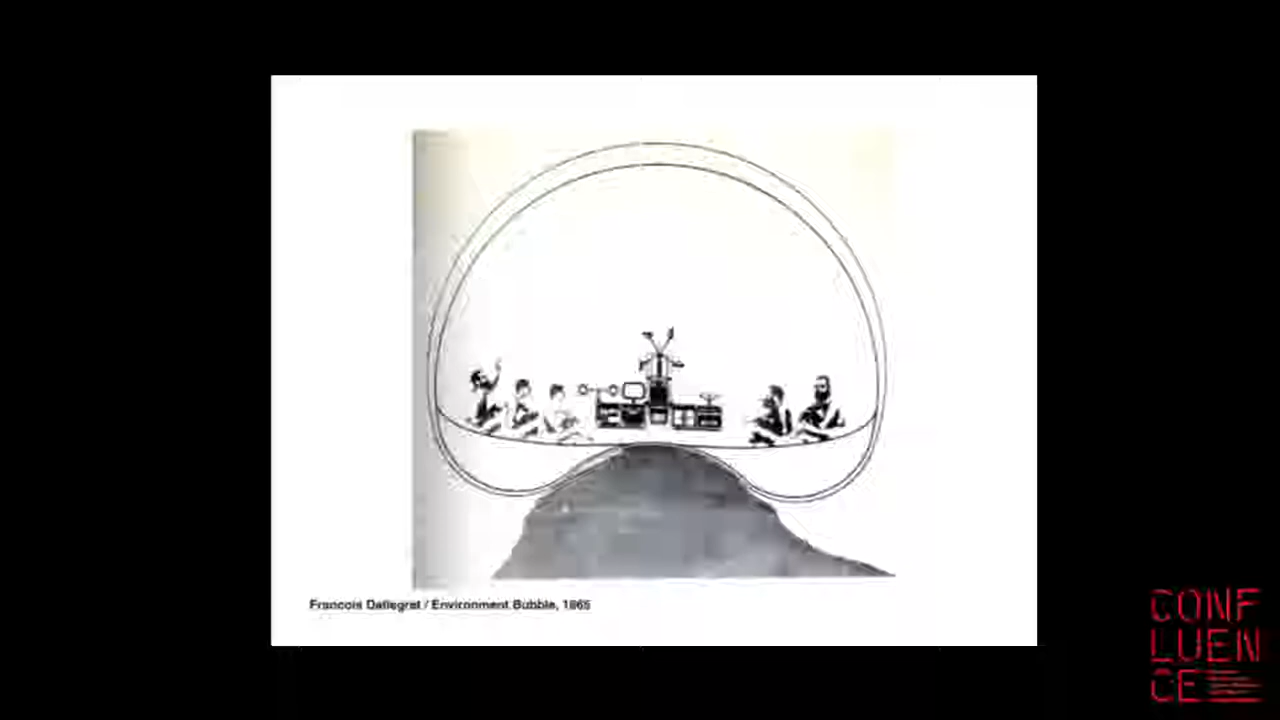 Francois Dallegret / Environment Bubble, 1965
CONF
LUEN
CE